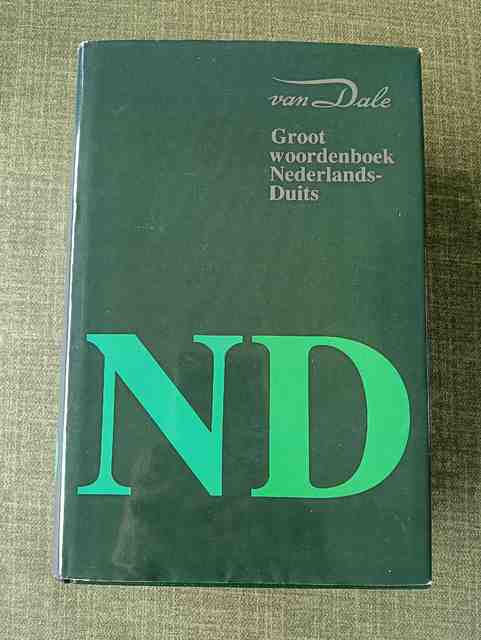 van Dale
Groot
woordenboek
Nederlands-
Duits
ND